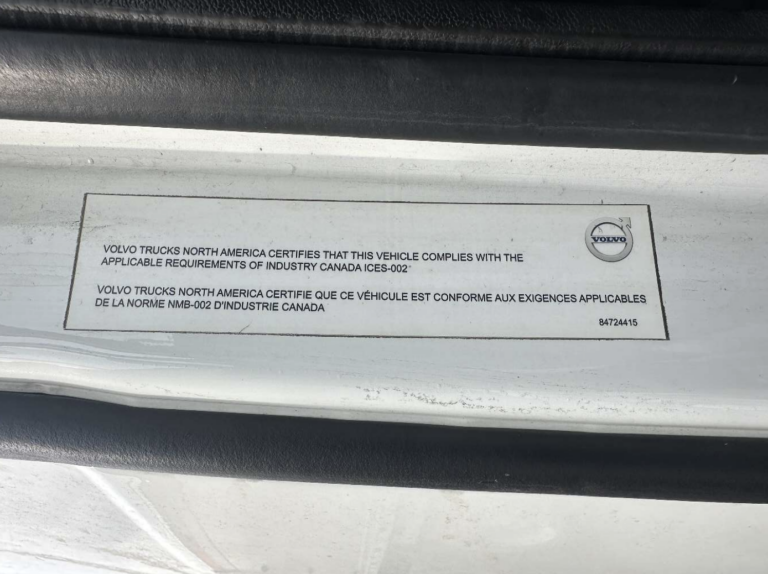 VOLVO
VOLVO TRUCKS NORTH AMERICA CERTIFIES THAT THIS VEHICLE COMPLIES WITH THE
APPLICABLE REQUIREMENTS OF INDUSTRY CANADA ICES-002
VOLVO TRUCKS NORTH AMERICA CERTIFIE QUE CE VÉHICULE EST CONFORME AUX EXIGENCES APPLICABLES
DE LA NORME NMB-002 D'INDUSTRIE CANADA
84724415